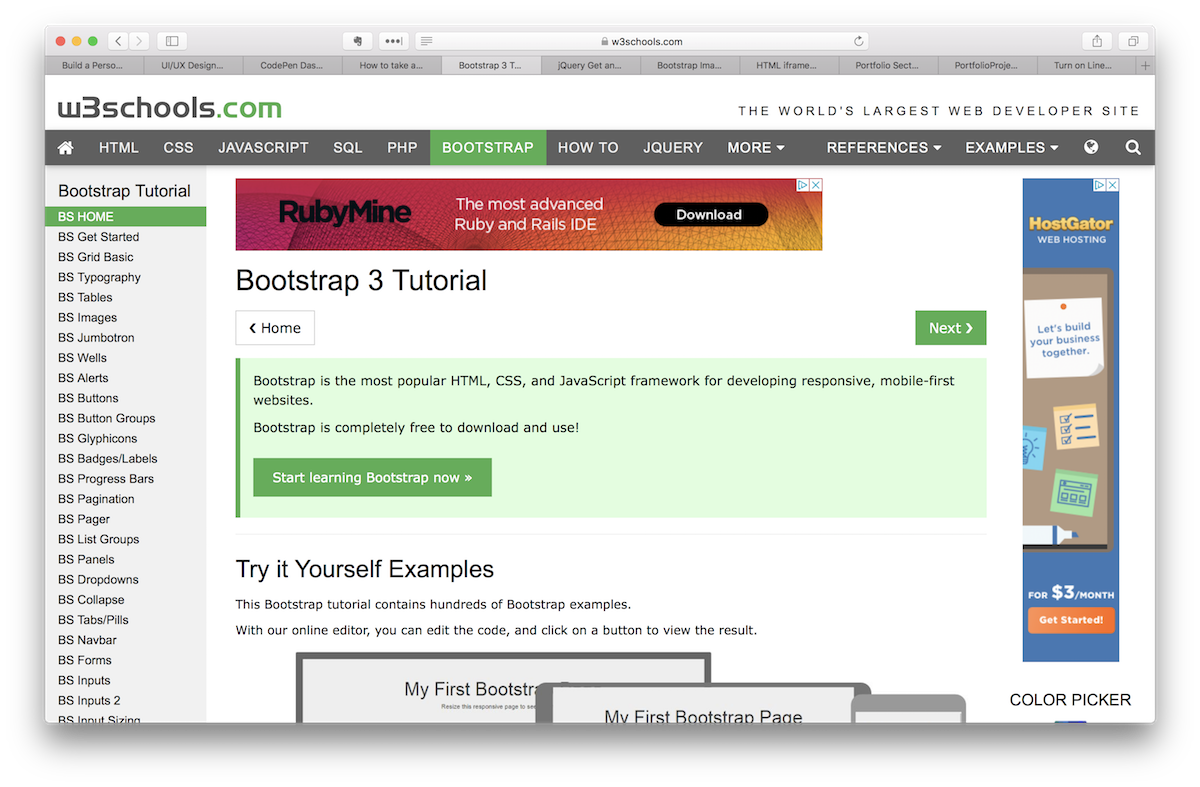 w3schools.com
Build a Perso...
UI/UX Design...
CodePen Das...
How to take a...
Bootstrap 3 T...
jQuery Get an...
Bootstrap Ima...
HTML iframe...
Portfolio Sect...
PortfolioProje...
Turn on Line...
w3schools.com
THE WORLD'S LARGEST WEB DEVELOPER SITE
HTML CSS JAVASCRIPT SQL PHP BOOTSTRAP HOW TO JQUERY MORE REFERENCES EXAMPLES
Bootstrap Tutorial
BS HOME
BS Get Started
BS Grid Basic
BS Typography
BS Tables
BS Images
BS Jumbotron
BS Wells
BS Alerts
BS Buttons
BS Button Groups
BS Glyphicons
BS Badges/Labels
BS Progress Bars
BS Pagination
BS Pager
BS List Groups
BS Panels
BS Dropdowns
BS Collapse
BS Tabs/Pills
BS Navbar
BS Forms
BS Inputs
BS Inputs 2
BS Input Sizing
RubyMine
The most advanced
Ruby and Rails IDE
Download
Bootstrap 3 Tutorial
❮ Home
Next ❯
Bootstrap is the most popular HTML, CSS, and JavaScript framework for developing responsive, mobile-first
websites.
Bootstrap is completely free to download and use!
Start learning Bootstrap now »
Try it Yourself Examples
This Bootstrap tutorial contains hundreds of Bootstrap examples.
With our online editor, you can edit the code, and click on a button to view the result.
My First Bootstra
Resize this responsive page to see
My First Bootstrap Page
HostGator
WEB HOSTING
Let's build
your business
together.
FOR $3/MONTH
Get Started!
COLOR PICKER